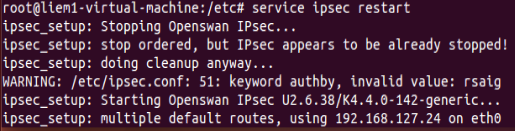 root@liem1-virtual-machine:/etc# service ipsec restart
ipsec_setup: Stopping Openswan IPsec...
ipsec_setup: stop ordered, but IPsec appears to be already stopped!
ipsec_setup: doing cleanup anyway...
WARNING: /etc/ipsec.conf: 51: keyword authby, invalid value: rsaig
ipsec_setup: Starting Openswan IPsec U2.6.38/K4.4.0-142-generic...
ipsec_setup: multiple default routes, using 192.168.127.24 on eth0